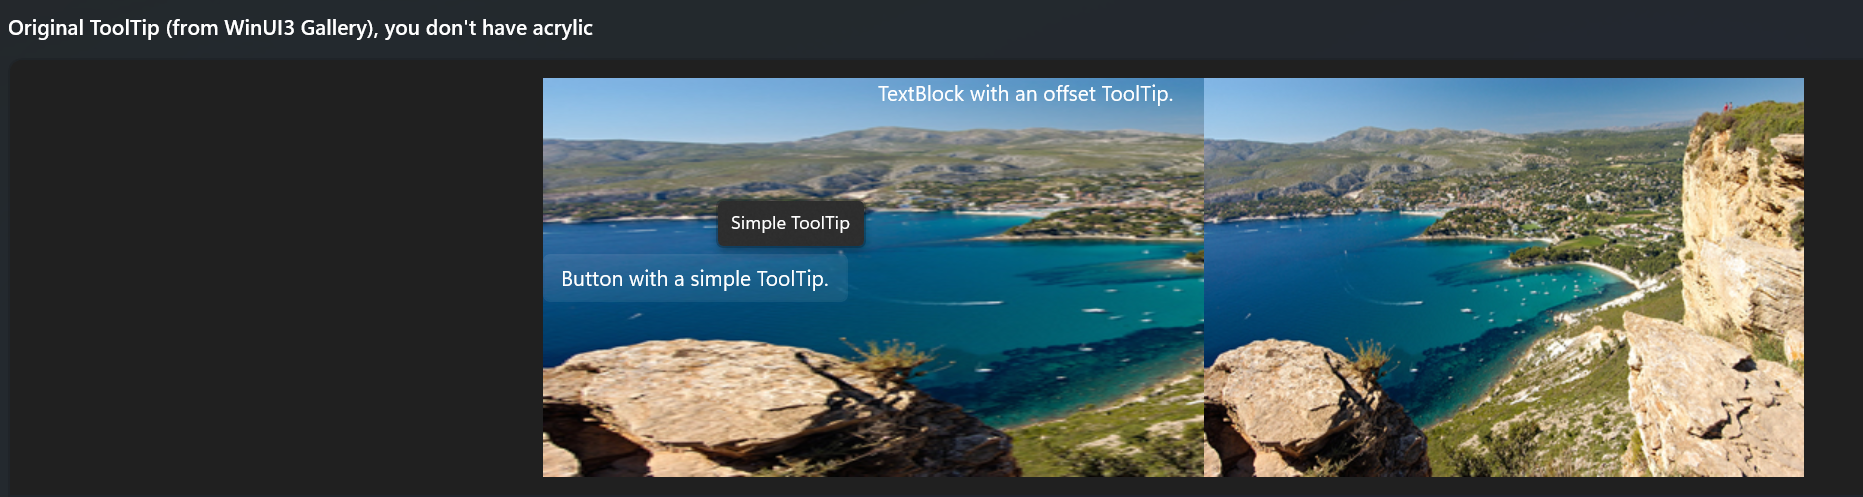 Original ToolTip (from WinUI3 Gallery), you don't have acrylic
TextBlock with an offset ToolTip.
Simple ToolTip
Button with a simple ToolTip.